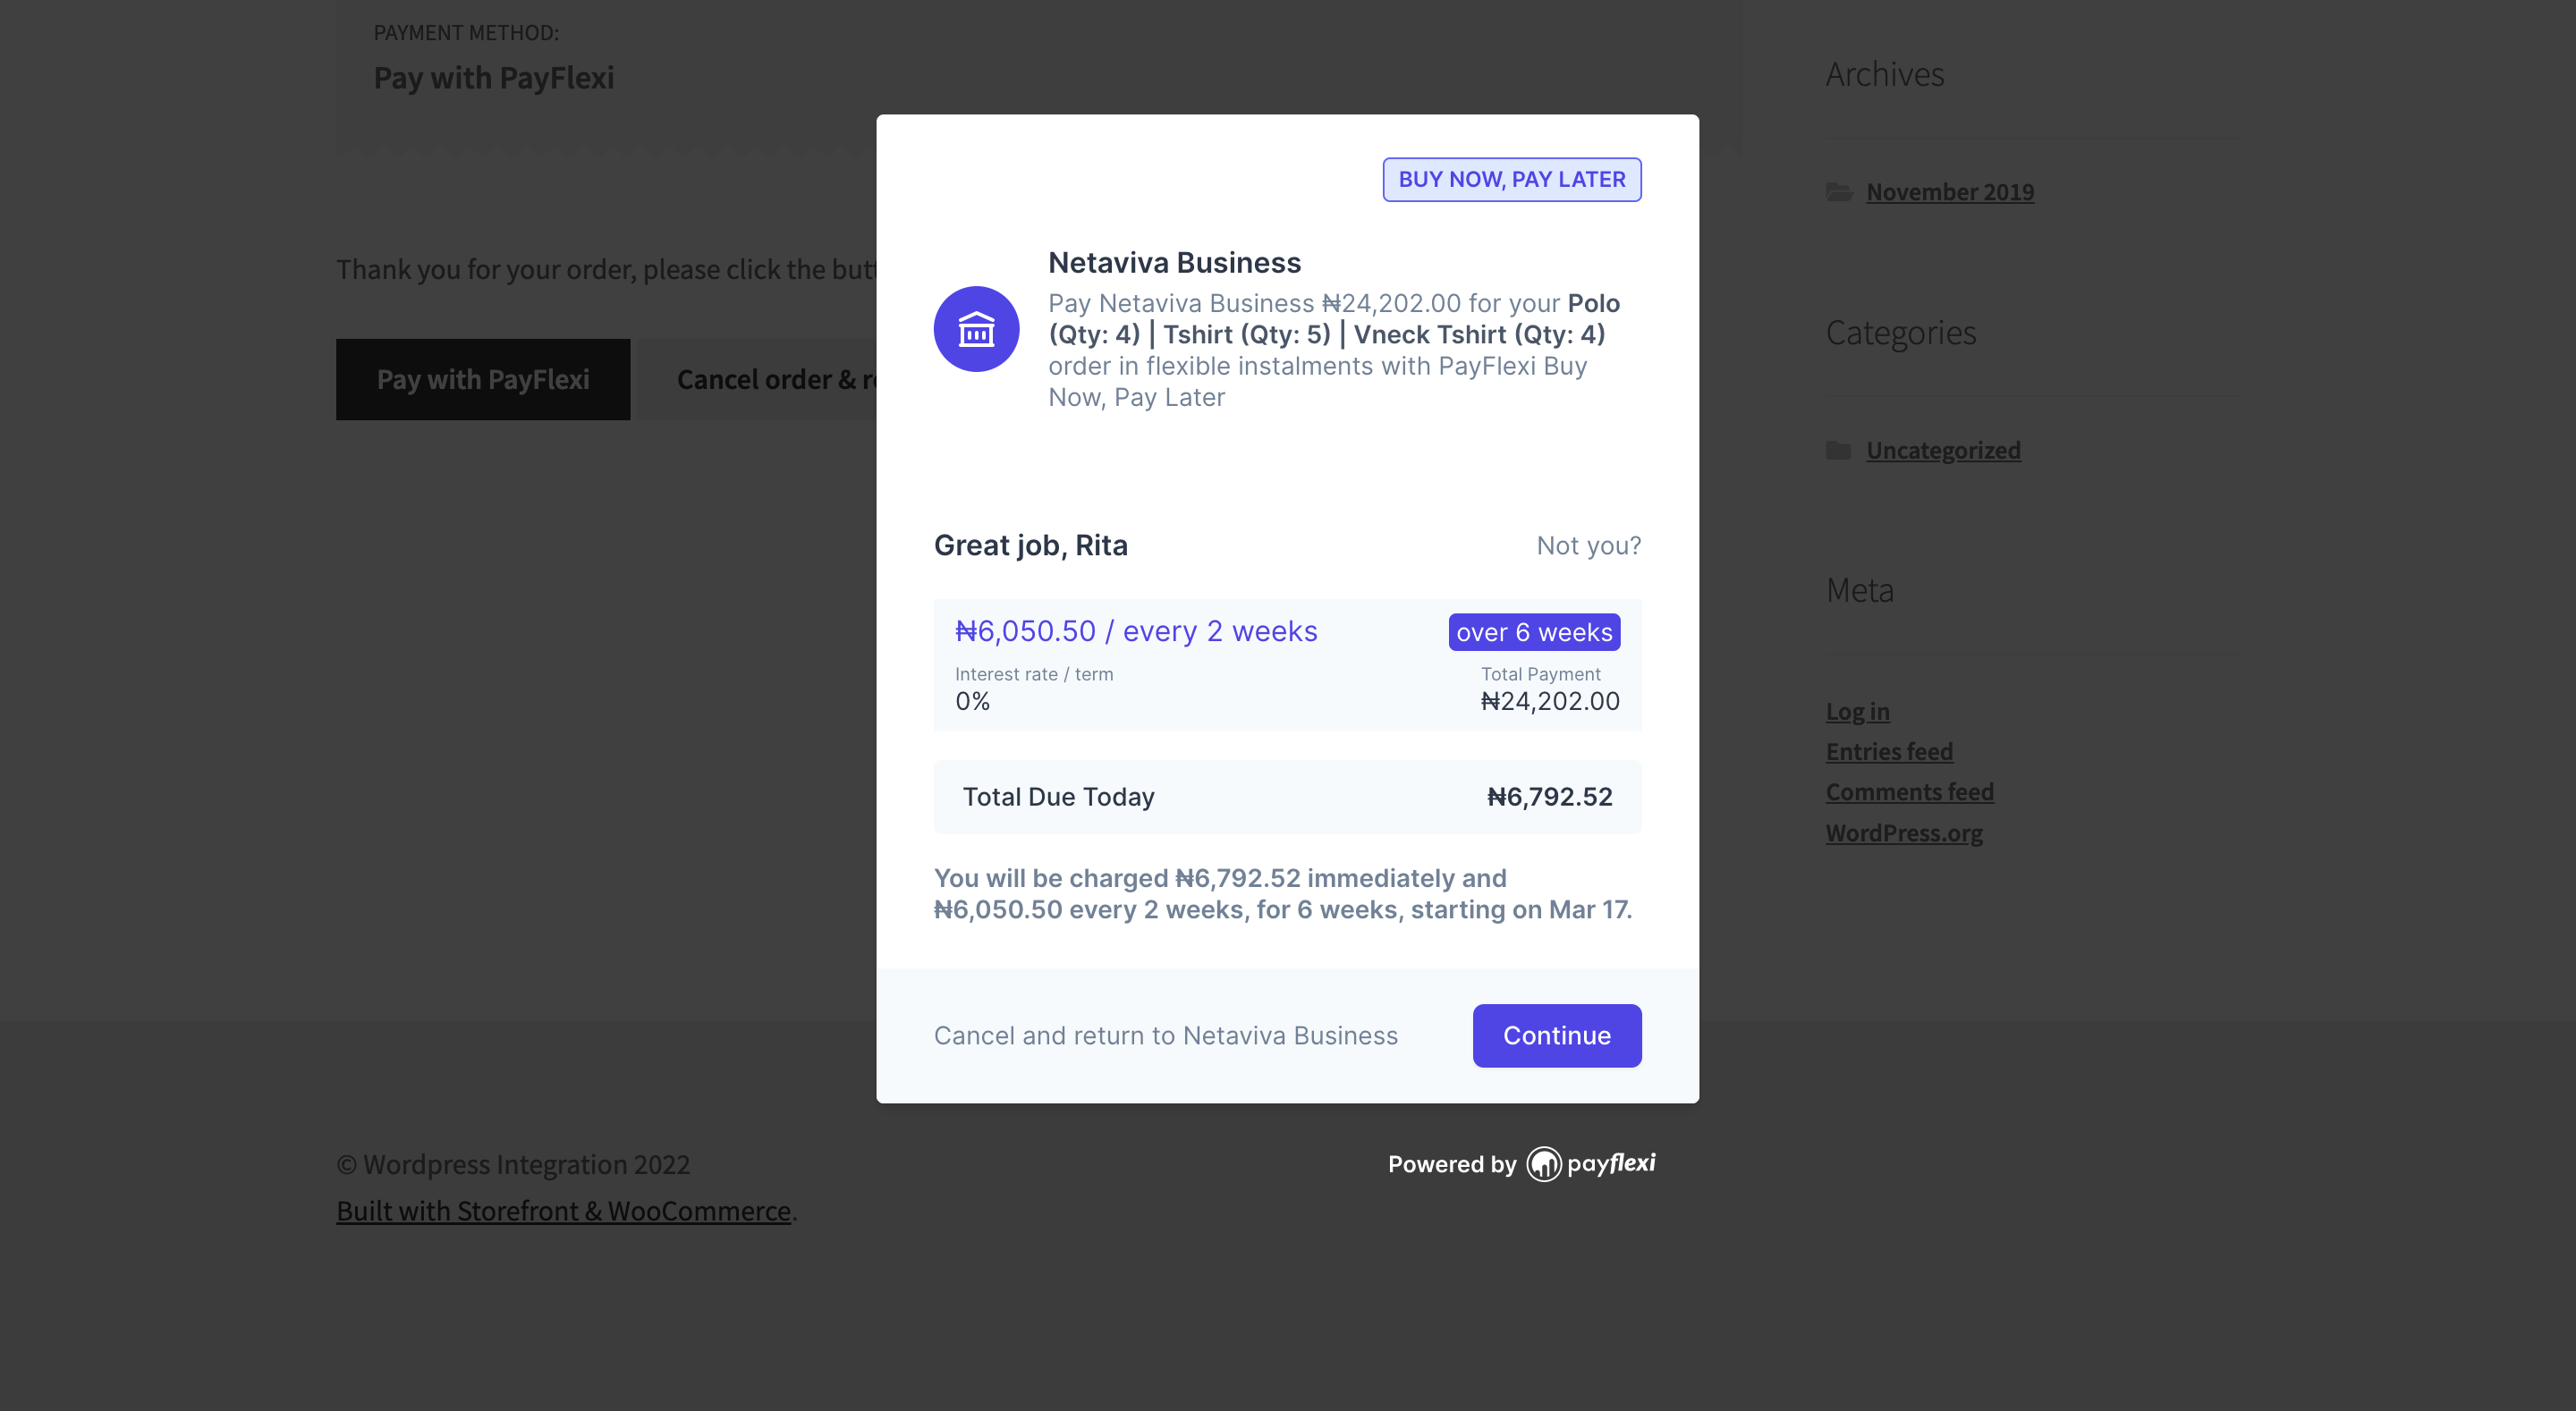 PAYMENT METHOD:
Pay with PayFlexi
Thank you for your order, please click the but
Pay with PayFlexi
Cancel order & r
BUY NOW, PAY LATER
Netaviva Business
Pay Netaviva Business ₦24,202.00 for your Polo
(Qty: 4) | Tshirt (Qty: 5) | Vneck Tshirt (Qty: 4)
order in flexible instalments with PayFlexi Buy
Now, Pay Later
Great job, Rita
Not you?
₦6,050.50 / every 2 weeks
over 6 weeks
Interest rate / term
Total Payment
0%
₦24,202.00
Total Due Today
₦6,792.52
You will be charged ₦6,792.52 immediately and
₦6,050.50 every 2 weeks, for 6 weeks, starting on Mar 17.
Cancel and return to Netaviva Business
Continue
Powered by payflexi
Archives
November 2019
Categories
Uncategorized
Meta
Log in
Entries feed
Comments feed
WordPress.org
© Wordpress Integration 2022
Built with Storefront & WooCommerce.